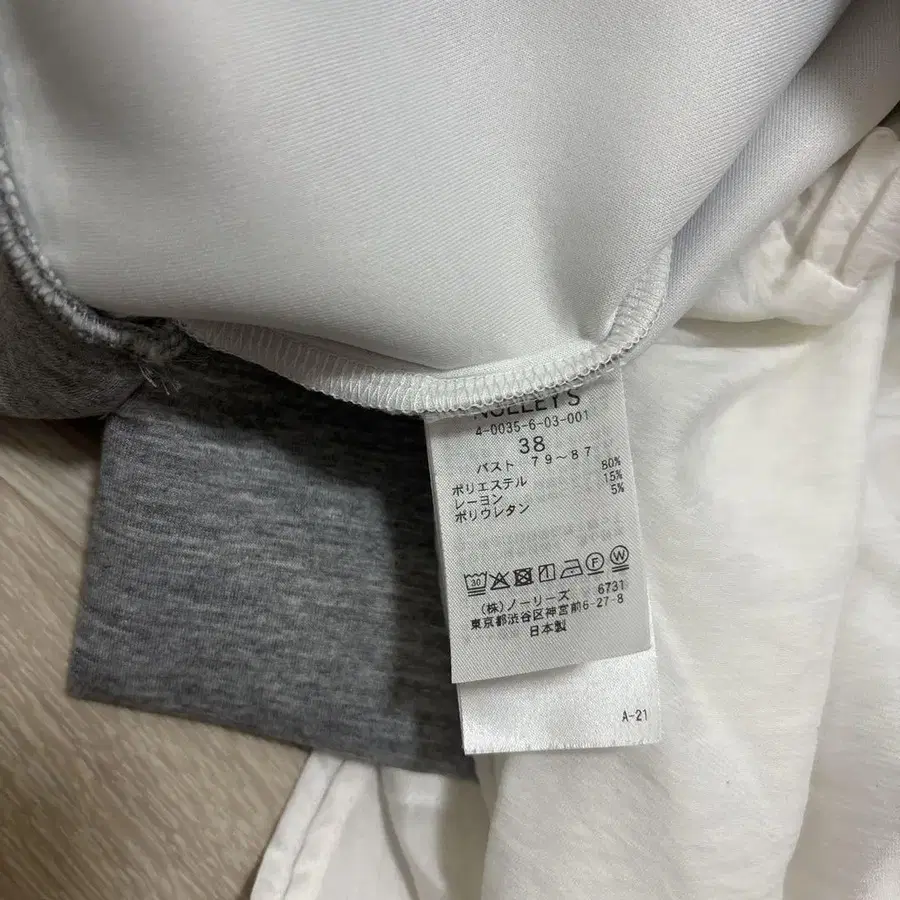 NOLLEY'S
4-0035-6-03-001
38
バスト 79～87
ポリエステル 80%
レーヨン 15%
ポリウレタン 5%
30 F W
(株)ノーリーズ 6731
東京都渋谷区神宮前6-27-8
日本製
A-21